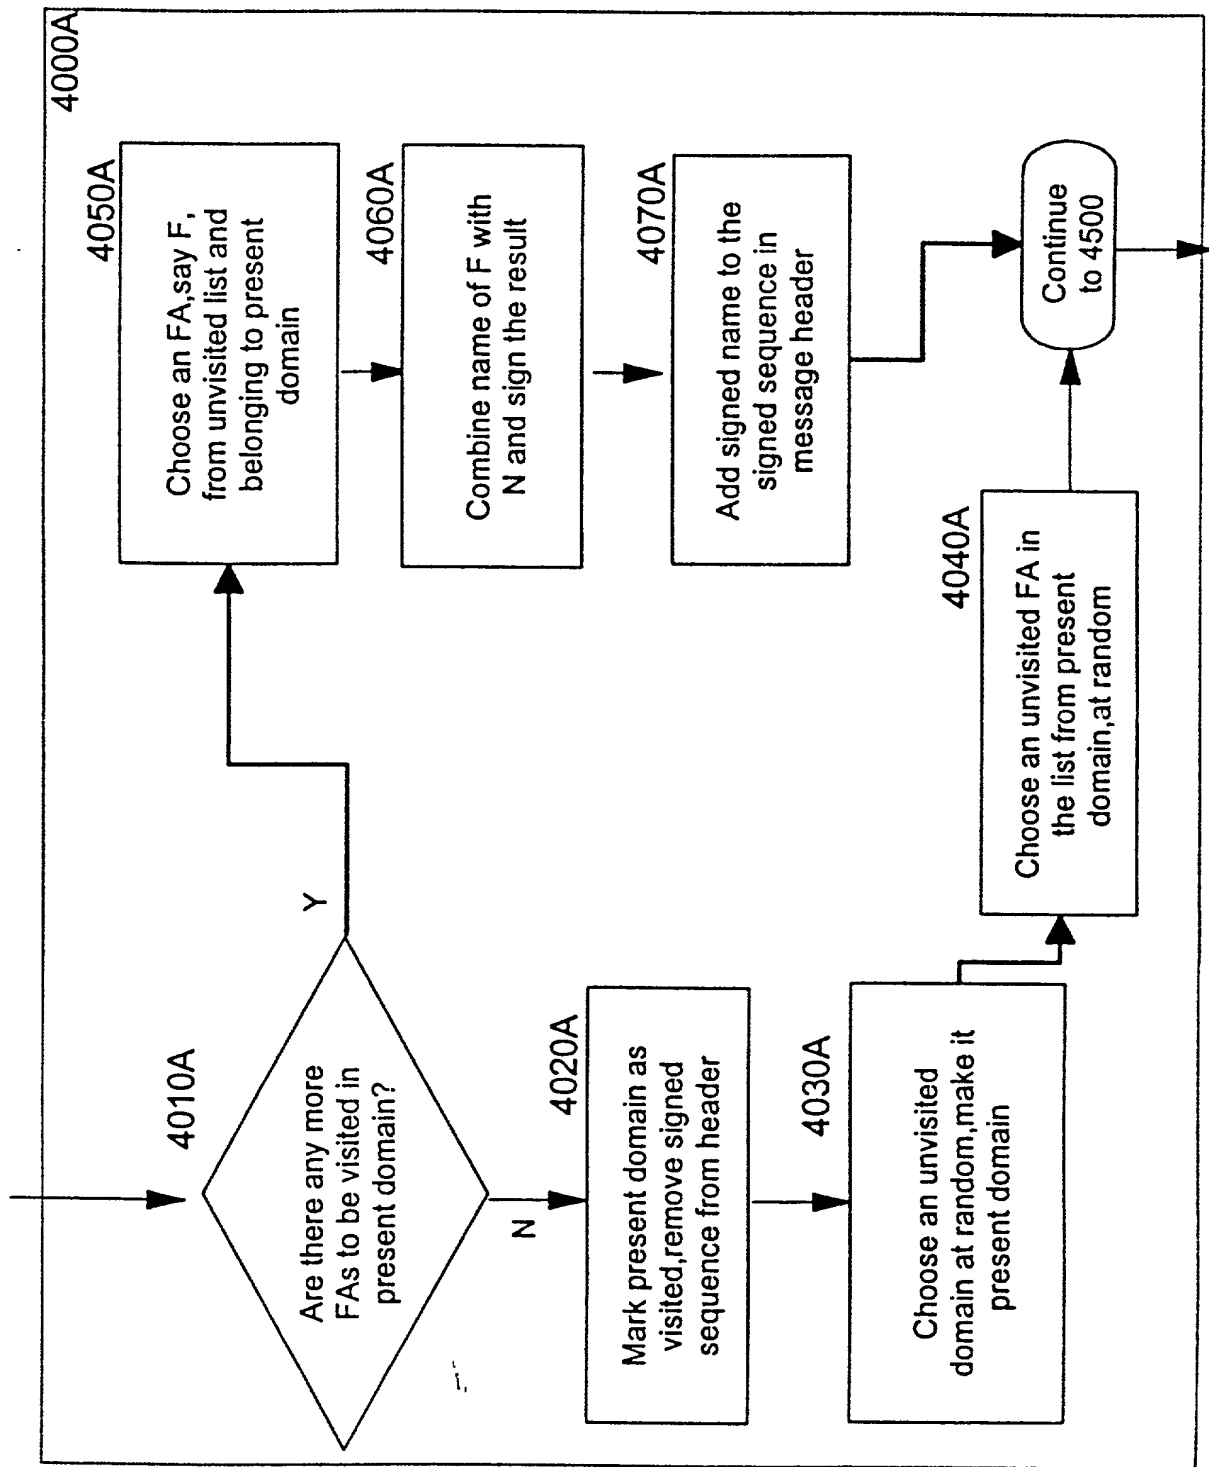 4000A
4010A
Are there any more
FAs to be visited in
present domain?
Y
N
4020A
Mark present domain as
visited,remove signed
sequence from header
4030A
Choose an unvisited
domain at random,make it
present domain
4040A
Choose an unvisited FA in
the list from present
domain,at random
4050A
Choose an FA,say F,
from unvisited list and
belonging to present
domain
4060A
Combine name of F with
N and sign the result
4070A
Add signed name to the
signed sequence in
message header
Continue
to 4500